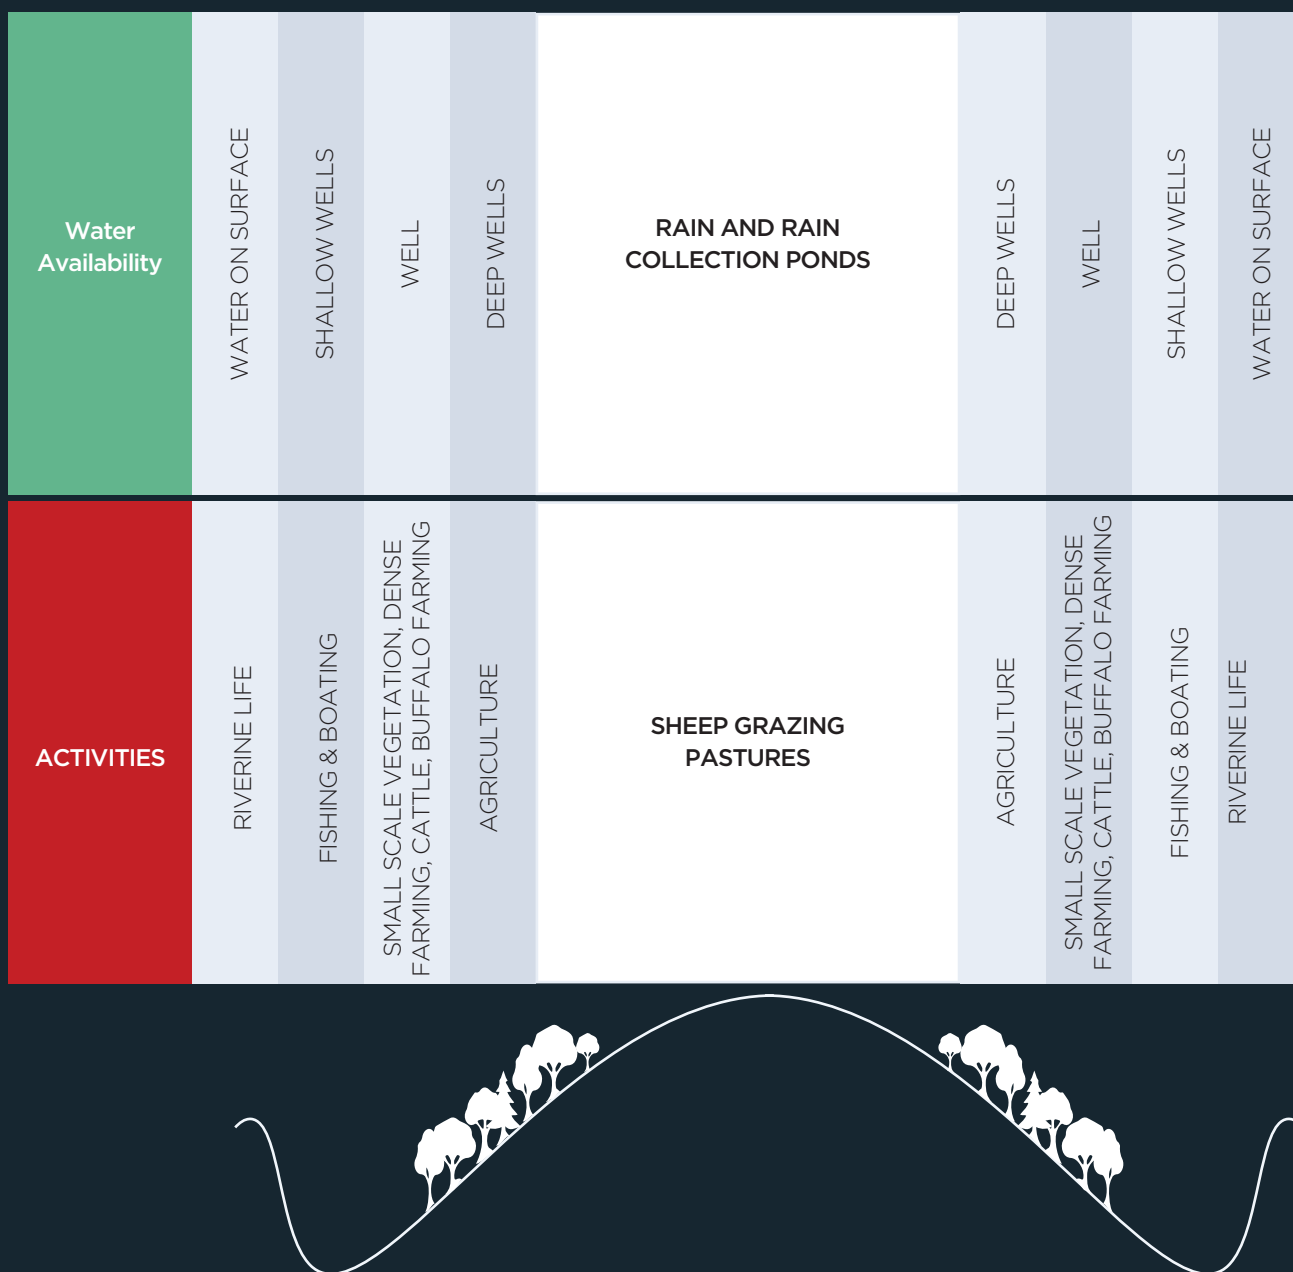 Water
Availability
WATER ON SURFACE
SHALLOW WELLS
WELL
DEEP WELLS
RAIN AND RAIN
COLLECTION PONDS
DEEP WELLS
WELL
SHALLOW WELLS
WATER ON SURFACE
ACTIVITIES
RIVERINE LIFE
FISHING & BOATING
SMALL SCALE VEGETATION, DENSE
FARMING, CATTLE, BUFFALO FARMING
AGRICULTURE
SHEEP GRAZING
PASTURES
AGRICULTURE
SMALL SCALE VEGETATION, DENSE
FARMING, CATTLE, BUFFALO FARMING
FISHING & BOATING
RIVERINE LIFE